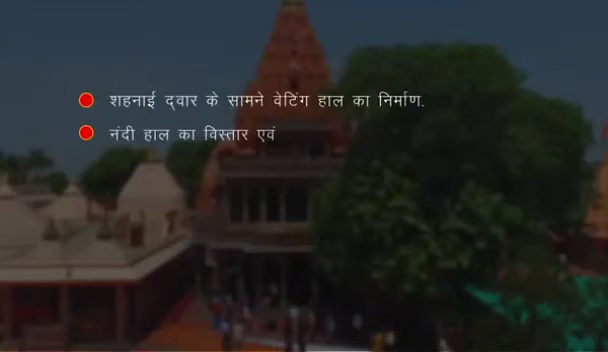 शहनाई द्वार के सामने वेटिंग हाल का निर्माण.
नंदी हाल का विस्तार एवं